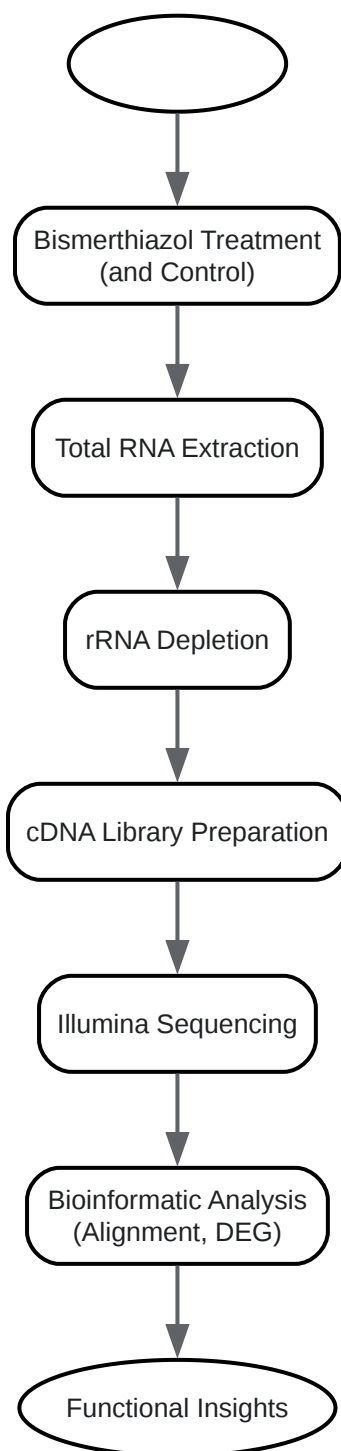 Bismerthiazol Treatment
(and Control)
Total RNA Extraction
rRNA Depletion
cDNA Library Preparation
Illumina Sequencing
Bioinformatic Analysis
(Alignment, DEG)
Functional Insights